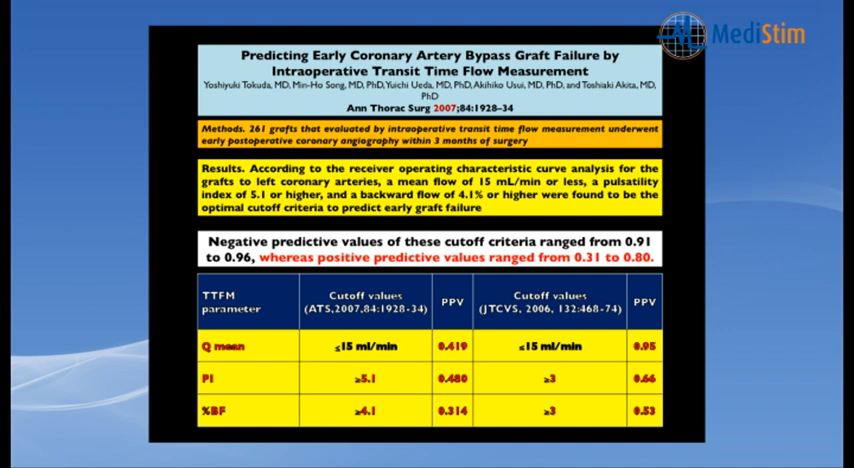 MediStim
Predicting Early Coronary Artery Bypass Graft Failure by
Intraoperative Transit Time Flow Measurement
Yoshiyuki Tokuda, MD, Min-Ho Song, MD, PhD,Yuichi Ueda, MD, PhD,Akihiko Usui, MD, PhD, and Toshiaki Akita, MD,
PhD
Ann Thorac Surg 2007;84:1928–34
Methods. 261 grafts that evaluated by intraoperative transit time flow measurement underwent
early postoperative coronary angiography within 3 months of surgery
Results. According to the receiver operating characteristic curve analysis for the
grafts to left coronary arteries, a mean flow of 15 mL/min or less, a pulsatility
index of 5.1 or higher, and a backward flow of 4.1% or higher were found to be the
optimal cutoff criteria to predict early graft failure
Negative predictive values of these cutoff criteria ranged from 0.91
to 0.96, whereas positive predictive values ranged from 0.31 to 0.80.
TTFM parameter Cutoff values (ATS,2007,84:1928-34) PPV Cutoff values (JTCVS, 2006, 132:468-74) PPV
Q mean ≤15 ml/min 0.419 ≤15 ml/min 0.95
PI ≥5.1 0.480 ≥3 0.66
%BF ≥4.1 0.314 ≥3 0.53